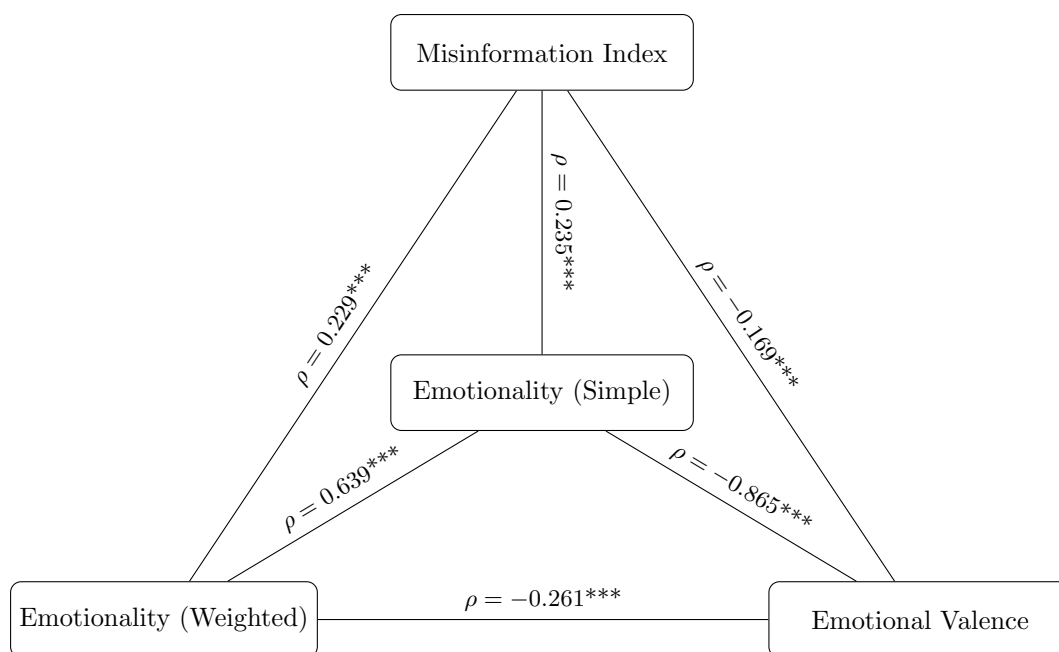 Misinformation Index
ρ = 0.235***
ρ = 0.229***
ρ = −0.169***
Emotionality (Simple)
ρ = 0.639***
ρ = −0.865***
ρ = −0.261***
Emotionality (Weighted)
Emotional Valence